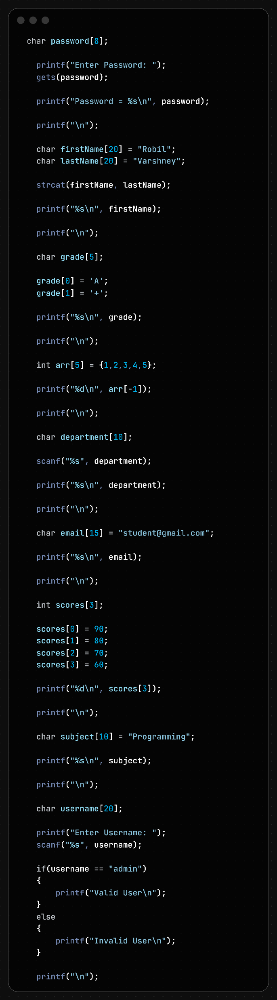 char password[8];
printf("Enter Password: ");
gets(password);
printf("Password = %s\n", password);
printf("\n");
char firstName[20] = "Robil";
char lastName[20] = "Varshney";
strcat(firstName, lastName);
printf("%s\n", firstName);
printf("\n");
char grade[5];
grade[0] = 'A';
grade[1] = '+';
printf("%s\n", grade);
printf("\n");
int arr[5] = {1,2,3,4,5};
printf("%d\n", arr[-1]);
printf("\n");
char department[10];
scanf("%s", department);
printf("%s\n", department);
printf("\n");
char email[15] = "student@gmail.com";
printf("%s\n", email);
printf("\n");
int scores[3];
scores[0] = 90;
scores[1] = 80;
scores[2] = 70;
scores[3] = 60;
printf("%d\n", scores[3]);
printf("\n");
char subject[10] = "Programming";
printf("%s\n", subject);
printf("\n");
char username[20];
printf("Enter Username: ");
scanf("%s", username);
if(username == "admin")
{
printf("Valid User\n");
}
else
{
printf("Invalid User\n");
}
printf("\n");